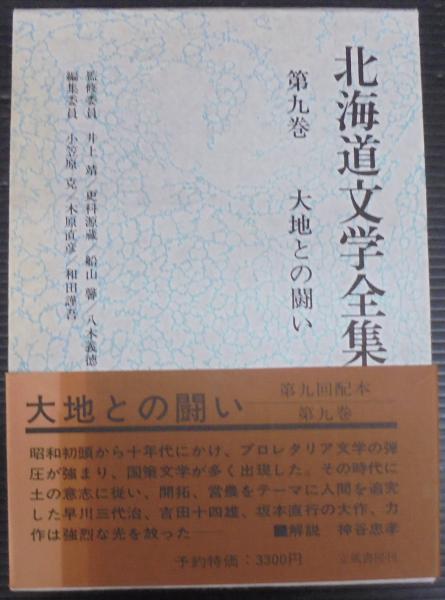 北海道文学全集
第九巻 大地との闘い
監修委員 井上 靖 更科源蔵 船山 馨 八木義徳
編集委員 小笠原 克/木原直彦/和田謹吾
大地との闘い
第九回配本
第九巻
昭和初頭から十年代にかけ、プロレタリア文学の弾
圧が強まり、国策文学が多く出現した。その時代に
土の意志に従い、開拓、営農をテーマに人間を追究
した早川三代治、吉田十四雄、坂本直行の大作、力
作は強烈な光を放った── ■解説 神谷忠孝
予約特価:3300円 立風書房刊